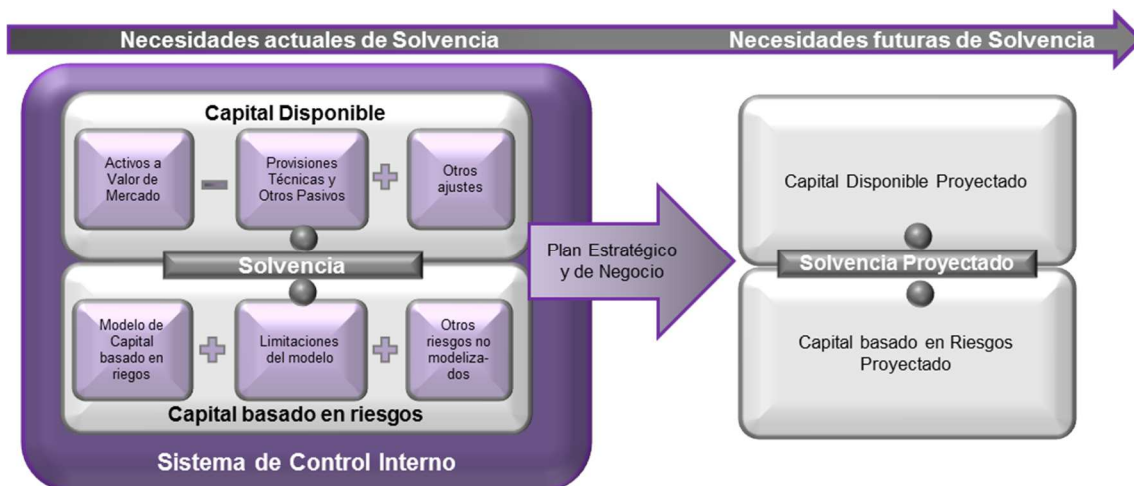 Necesidades actuales de Solvencia
Necesidades futuras de Solvencia
Capital Disponible
Activos a
Valor de
Mercado
Provisiones
Técnicas y
Otros Pasivos
Otros
ajustes
Solvencia
Modelo de
Capital
basado en
riegos
Limitaciones
del modelo
Otros
riesgos no
modeliza-
dos
Capital basado en riesgos
Sistema de Control Interno
Plan Estratégico
y de Negocio
Capital Disponible Proyectado
Solvencia Proyectado
Capital basado en Riesgos
Proyectado